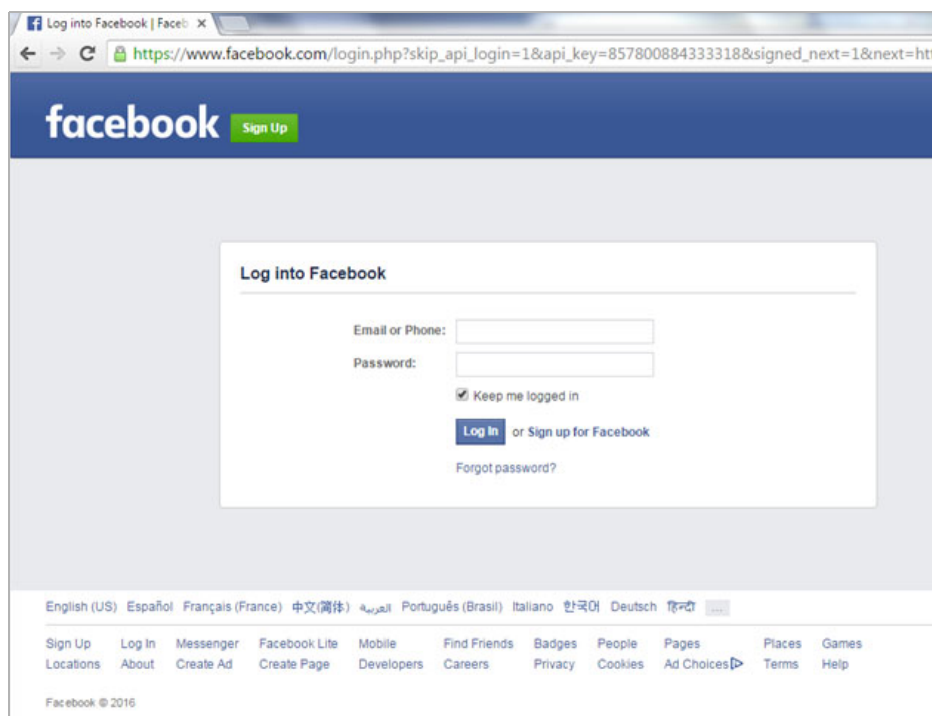 Log into Facebook | Faceb
https://www.facebook.com/login.php?skip_api_login=1&api_key=857800884333318&signed_next=1&next=htt
facebook Sign Up
Log into Facebook
Email or Phone:
Password:
Keep me logged in
Log In or Sign up for Facebook
Forgot password?
English (US) Español Français (France) 中文(简体) العربية Português (Brasil) Italiano 한국어 Deutsch हिन्दी ...
Sign Up Log In Messenger Facebook Lite Mobile Find Friends Badges People Pages Places Games
Locations About Create Ad Create Page Developers Careers Privacy Cookies Ad Choices Terms Help
Facebook © 2016